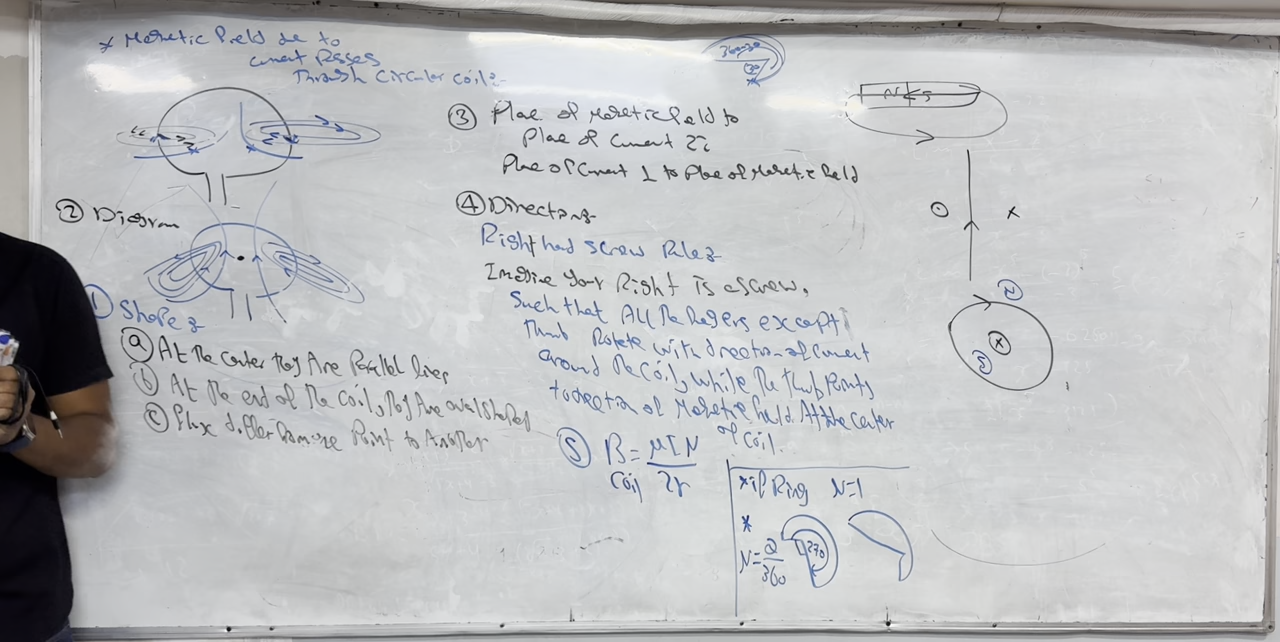 * Magnetic field due to
current Passes
Through circular coil:-
360-30
30
③ Plane of Magnetic field to
Plane of current ??
Plane of Current ⊥ to Plane of Magnetic field
N S
② Diagram
④ Direction:-
Right hand screw Rule:-
Imagine your Right is a screw,
Such that All the fingers except
thumb Rotate with direction of current
around the coil, while the thumb Points
to direction of Magnetic field At the center
of coil.
N
x
x
S
① Shape:-
ⓐ At the center they Are Parallel lines
ⓑ At the end of the coil, they Are oval shapes
ⓒ Flux differ from one Point to Another
⑤ B = μIN
coil 2r
* if Ring N=1
*
N = θ
360
270